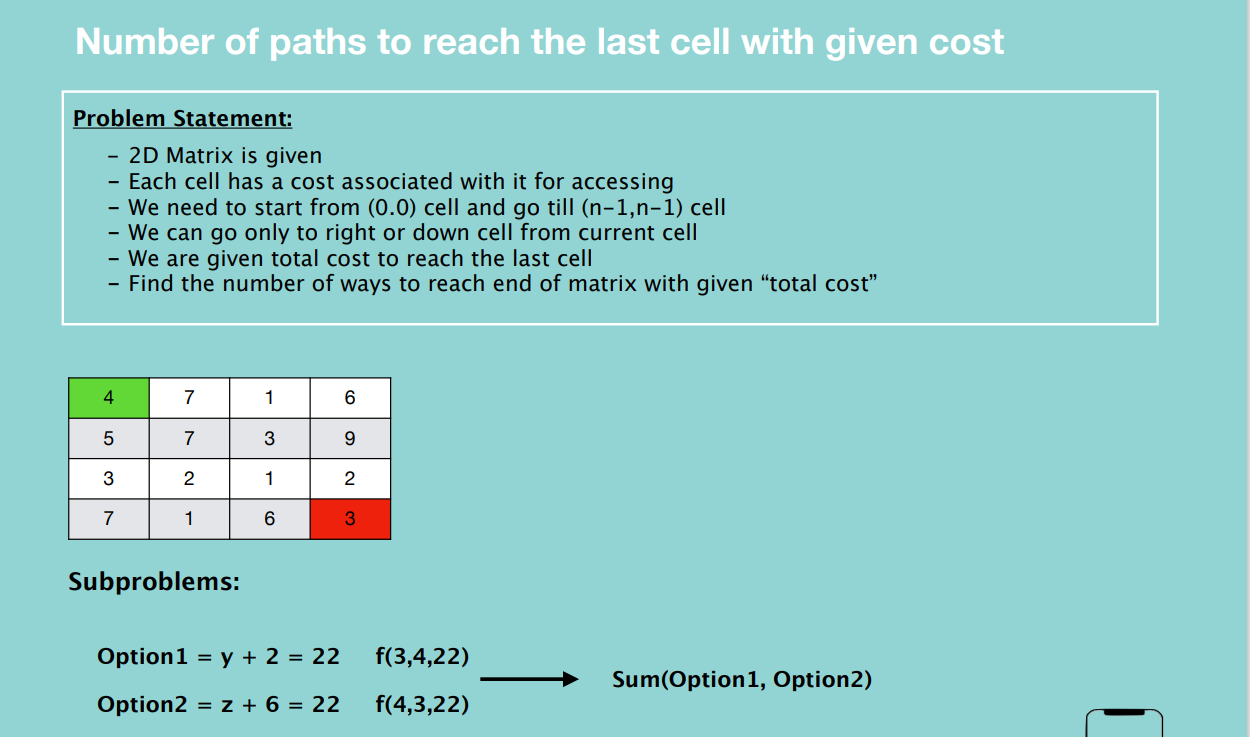 Number of paths to reach the last cell with given cost
Problem Statement:
– 2D Matrix is given
– Each cell has a cost associated with it for accessing
– We need to start from (0.0) cell and go till (n-1,n-1) cell
– We can go only to right or down cell from current cell
– We are given total cost to reach the last cell
– Find the number of ways to reach end of matrix with given “total cost”
4 7 1 6
5 7 3 9
3 2 1 2
7 1 6 3
Subproblems:
Option1 = y + 2 = 22 f(3,4,22)
Sum(Option1, Option2)
Option2 = z + 6 = 22 f(4,3,22)